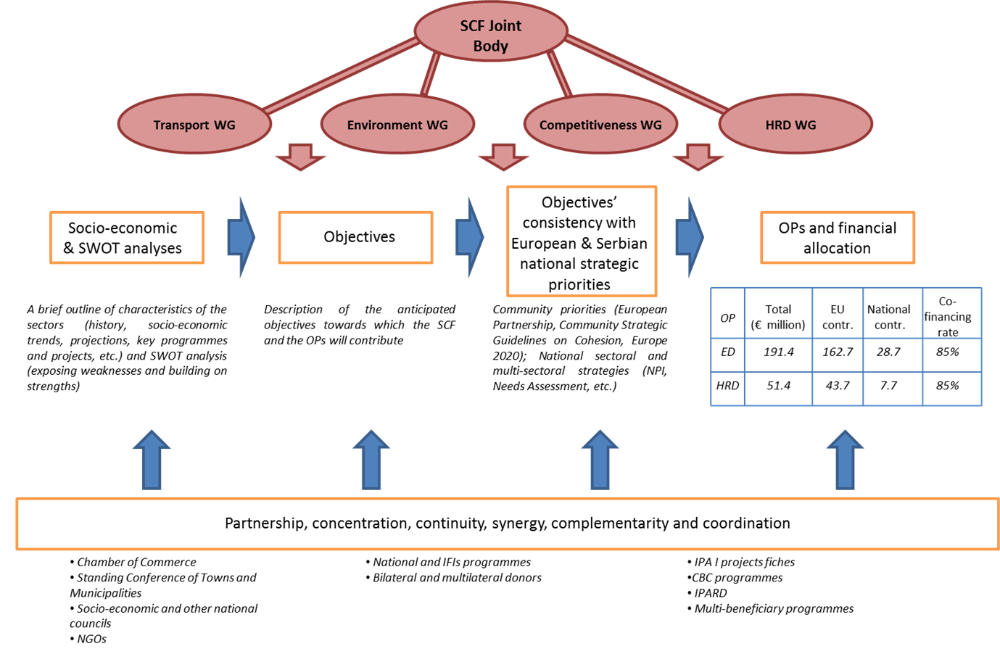 SCF Joint
Body
Transport WG
Environment WG
Competitiveness WG
HRD WG
Socio-economic
& SWOT analyses
Objectives
Objectives’
consistency with
European & Serbian
national strategic
priorities
OPs and financial
allocation
A brief outline of characteristics of the
sectors (history, socio-economic
trends, projections, key programmes
and projects, etc.) and SWOT analysis
(exposing weaknesses and building on
strengths)
Description of the anticipated
objectives towards which the SCF
and the OPs will contribute
Community priorities (European
Partnership, Community Strategic
Guidelines on Cohesion, Europe
2020); National sectoral and
multi-sectoral strategies (NPI,
Needs Assessment, etc.)
OP
Total
(€ million)
EU
contr.
National
contr.
Co-
financing
rate
ED 191.4 162.7 28.7 85%
HRD 51.4 43.7 7.7 85%
Partnership, concentration, continuity, synergy, complementarity and coordination
• Chamber of Commerce
• Standing Conference of Towns and
Municipalities
• Socio-economic and other national
councils
• NGOs
• National and IFIs programmes
• Bilateral and multilateral donors
• IPA I projects fiches
•CBC programmes
• IPARD
• Multi-beneficiary programmes